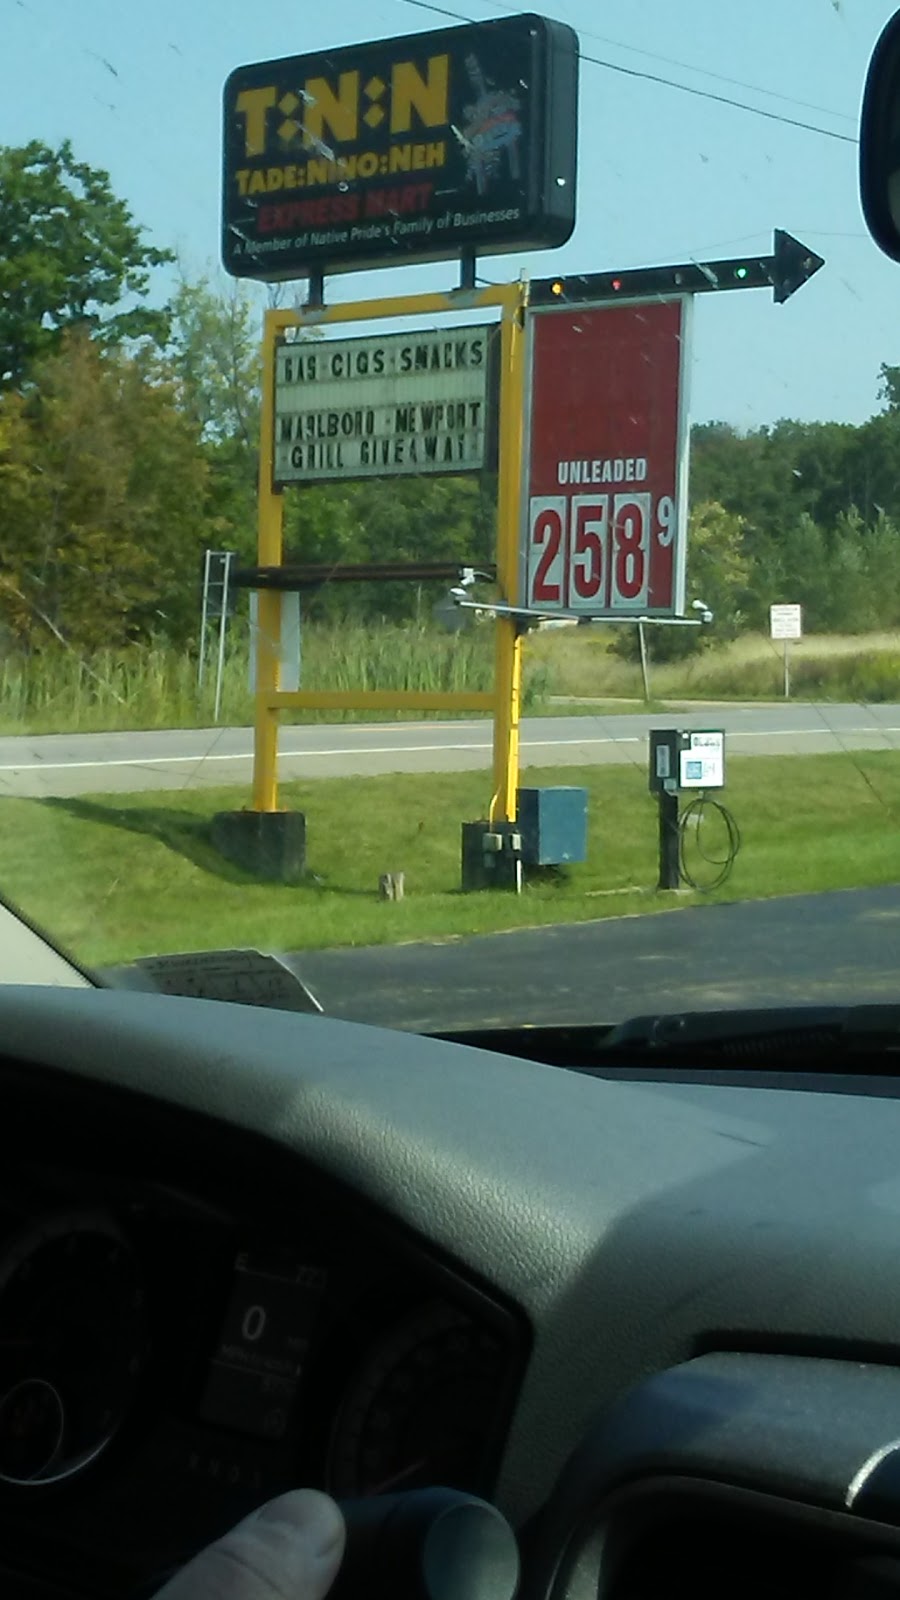 T:N:N
TADE:NINO:NEH
EXPRESS MART
A Member of Native Pride's Family of Businesses
GAS CIGS SNACKS
MARLBORO NEWPORT
GRILL GIVEAWAY
UNLEADED
258 9
0